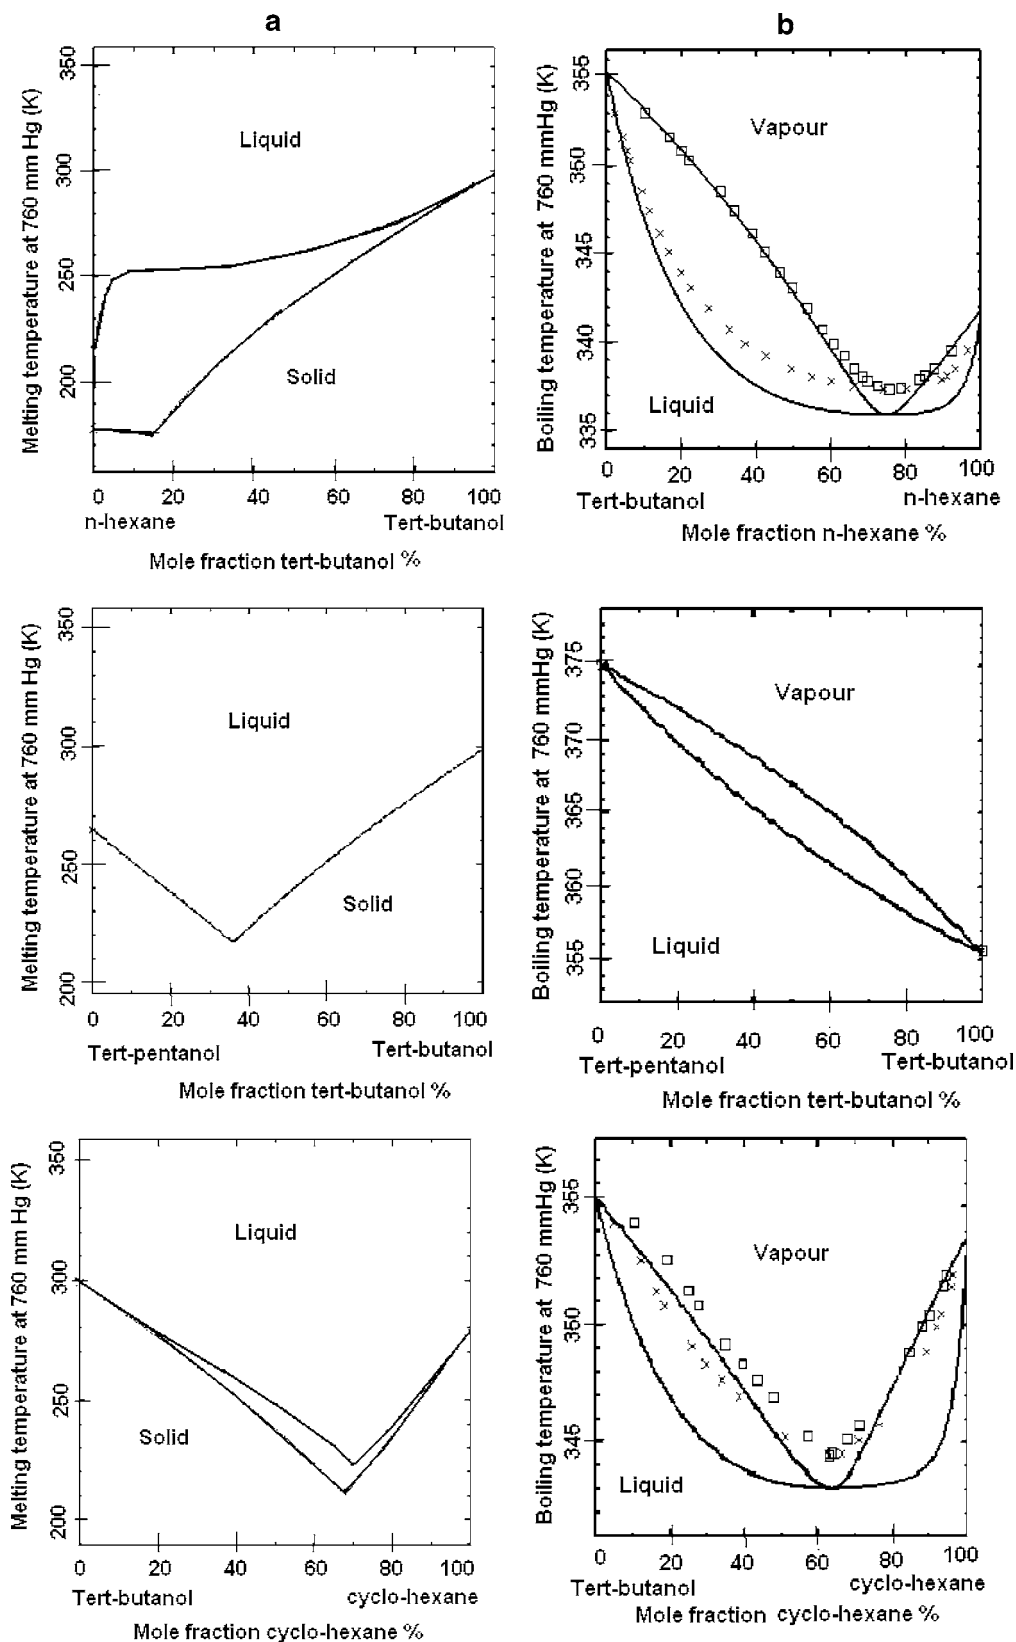 a
Melting temperature at 760 mm Hg (K)
350
300
250
200
Liquid
Solid
0 20 40 60 80 100
n-hexane Tert-butanol
Mole fraction tert-butanol %
b
Boiling temperature at 760 mmHg (K)
355
350
345
340
335
Vapour
Liquid
0 20 40 60 80 100
Tert-butanol n-hexane
Mole fraction n-hexane %
Melting temperature at 760 mm Hg (K)
350
300
250
200
Liquid
Solid
0 20 40 60 80 100
Tert-pentanol Tert-butanol
Mole fraction tert-butanol %
Boiling temperature at 760 mmHg (K)
375
370
365
360
355
Vapour
Liquid
0 20 40 60 80 100
Tert-pentanol Tert-butanol
Mole fraction tert-butanol %
Melting temperature at 760 mm Hg (K)
350
300
250
200
Liquid
Solid
0 20 40 60 80 100
Tert-butanol cyclo-hexane
Mole fraction cyclo-hexane %
Boiling temperature at 760 mmHg (K)
355
350
345
Vapour
Liquid
0 20 40 60 80 100
Tert-butanol cyclo-hexane
Mole fraction cyclo-hexane %